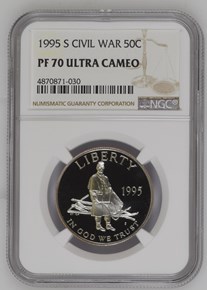 1995 S CIVIL WAR 50C
PF 70 ULTRA CAMEO
4870871-030
NUMISMATIC GUARANTY CORPORATION
NGC
LIBERTY
1995
IN GOD WE TRUST